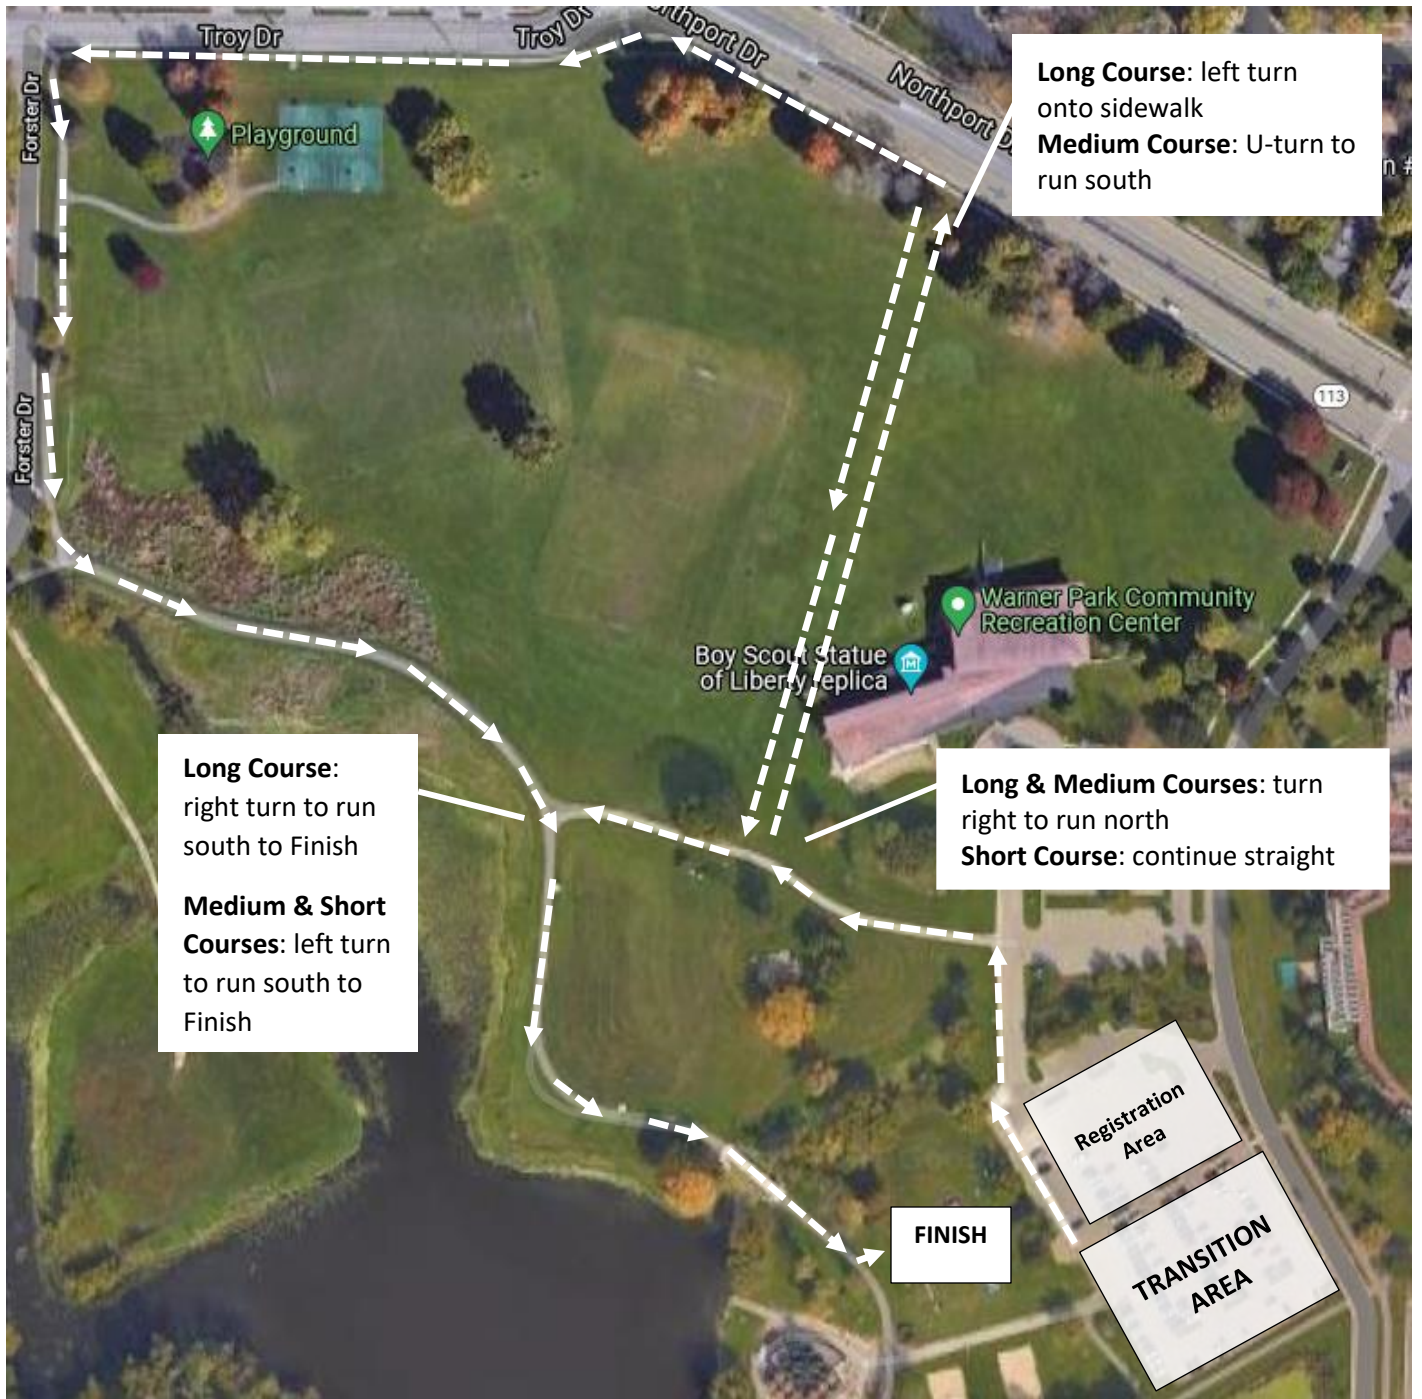 Troy Dr
Troy Dr
Northport Dr
Northport D
Forster Dr
Playground
Long Course: left turn
onto sidewalk
Medium Course: U-turn to
run south
113
Forster Dr
Warner Park Community
Recreation Center
Boy Scout Statue
of Liberty replica
Long Course:
right turn to run
south to Finish
Medium & Short
Courses: left turn
to run south to
Finish
Long & Medium Courses: turn
right to run north
Short Course: continue straight
Registration
Area
TRANSITION
AREA
FINISH